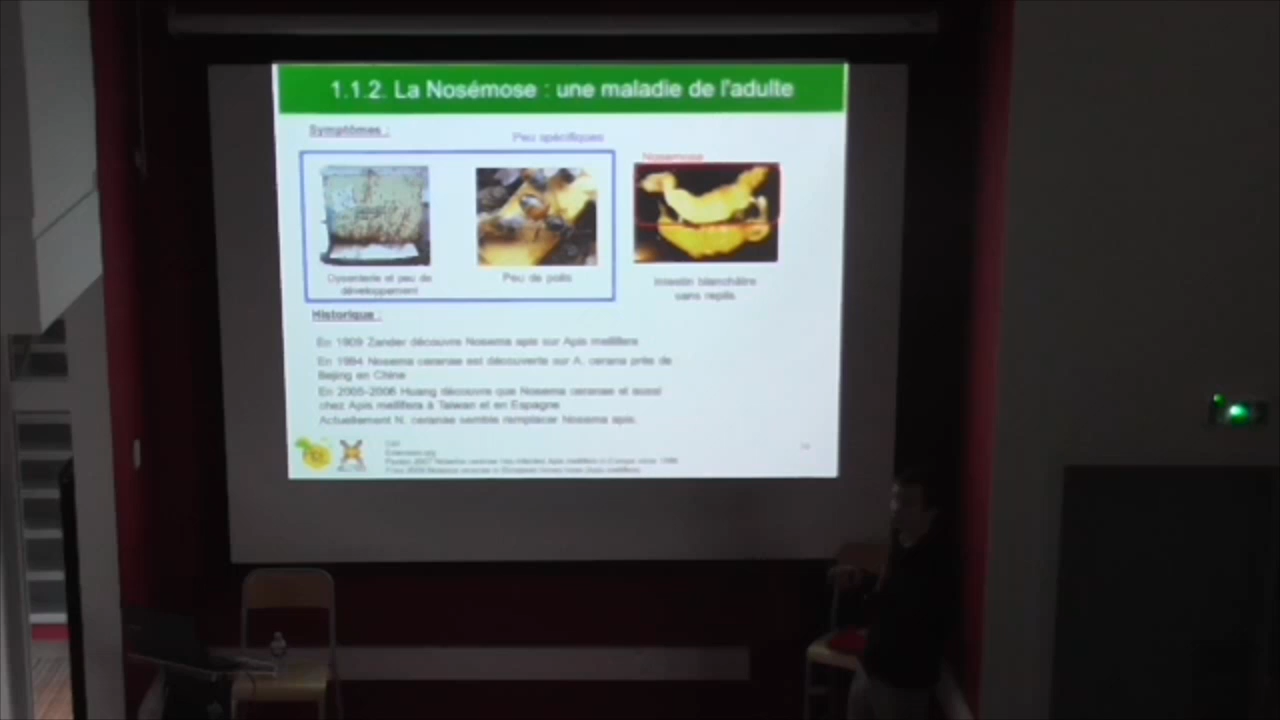 1.1.2. La Nosémose : une maladie de l'adulte
Symptômes :
Peu spécifiques
Nosemose
Dysenterie et peu de
développement
Peu de poils
Intestin blanchâtre
sans replis
Historique :
En 1909 Zander découvre Nosema apis sur Apis mellifera
En 1994 Nosema ceranae est découverte sur A. cerana près de
Beijing en Chine
En 2005-2006 Huang découvre que Nosema ceranae et aussi
chez Apis mellifera à Taiwan et en Espagne
Actuellement N. ceranae semble remplacer Nosema apis.